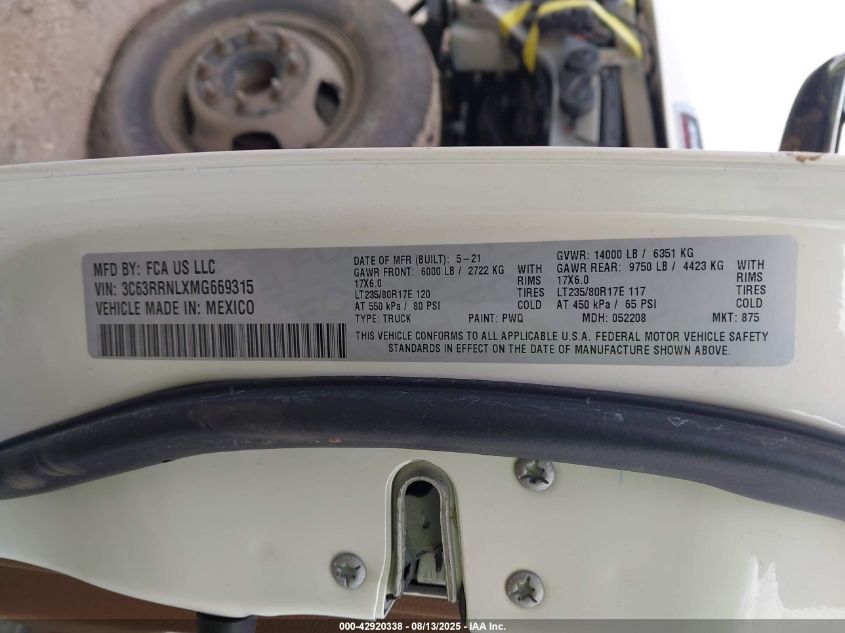 MFD BY: FCA US LLC
VIN: 3C63RRNLXMG669315
VEHICLE MADE IN: MEXICO
DATE OF MFR (BUILT): 5-21
GAWR FRONT: 6000 LB / 2722 KG WITH
17X6.0 RIMS
LT235/80R17E 120 TIRES
AT 550 kPa / 80 PSI COLD
TYPE: TRUCK PAINT: PWG
GVWR: 14000 LB / 6351 KG
GAWR REAR: 9750 LB / 4423 KG WITH
17X6.0 RIMS
LT235/80R17E 117 TIRES
AT 450 kPa / 65 PSI COLD
MDH: 052208 MKT: 875
THIS VEHICLE CONFORMS TO ALL APPLICABLE U.S.A. FEDERAL MOTOR VEHICLE SAFETY
STANDARDS IN EFFECT ON THE DATE OF MANUFACTURE SHOWN ABOVE.
000-42920338 - 08/13/2025 - IAA Inc.